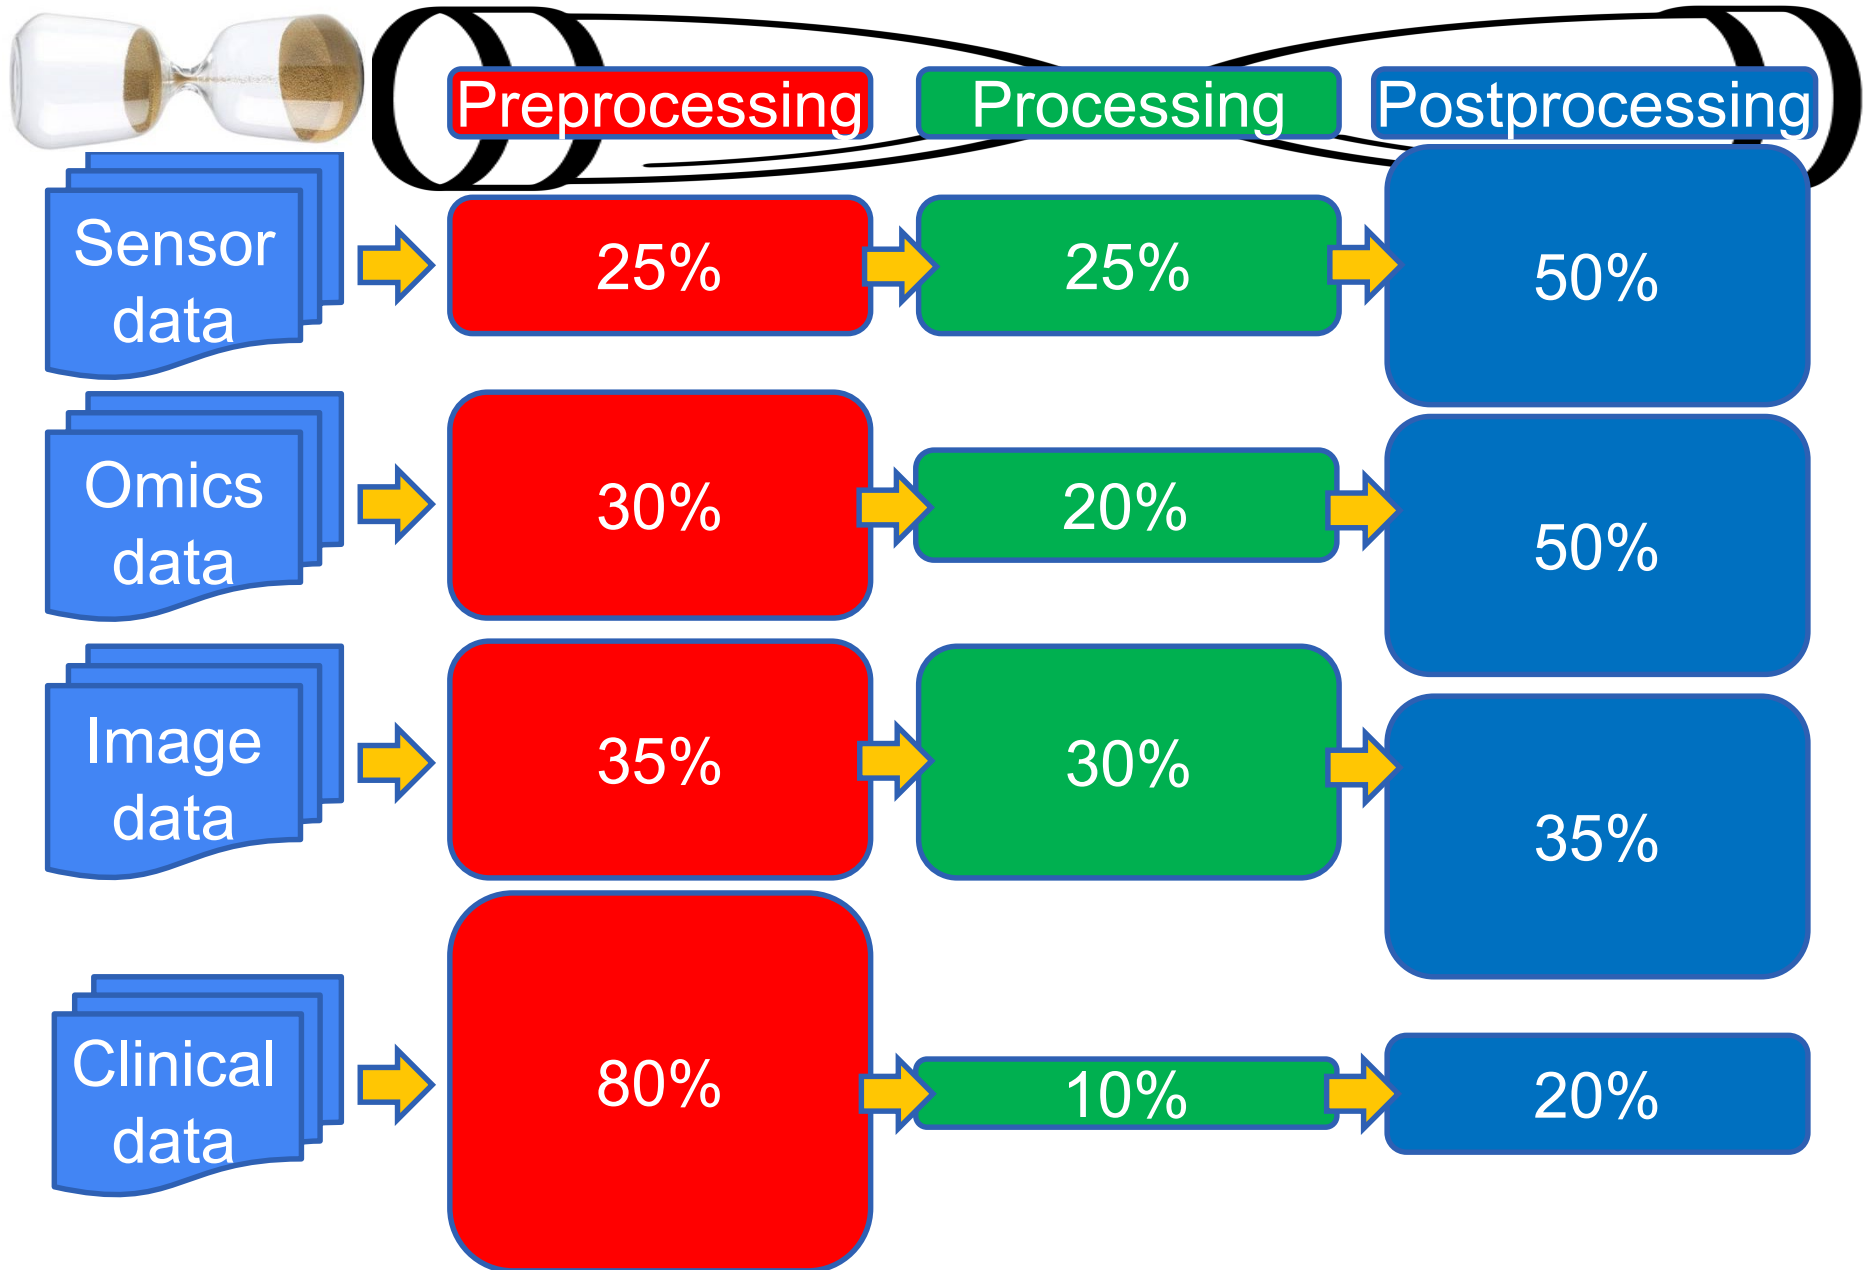 Preprocessing
Processing
Postprocessing
Sensor
data
25%
25%
50%
Omics
data
30%
20%
50%
Image
data
35%
30%
35%
Clinical
data
80%
10%
20%